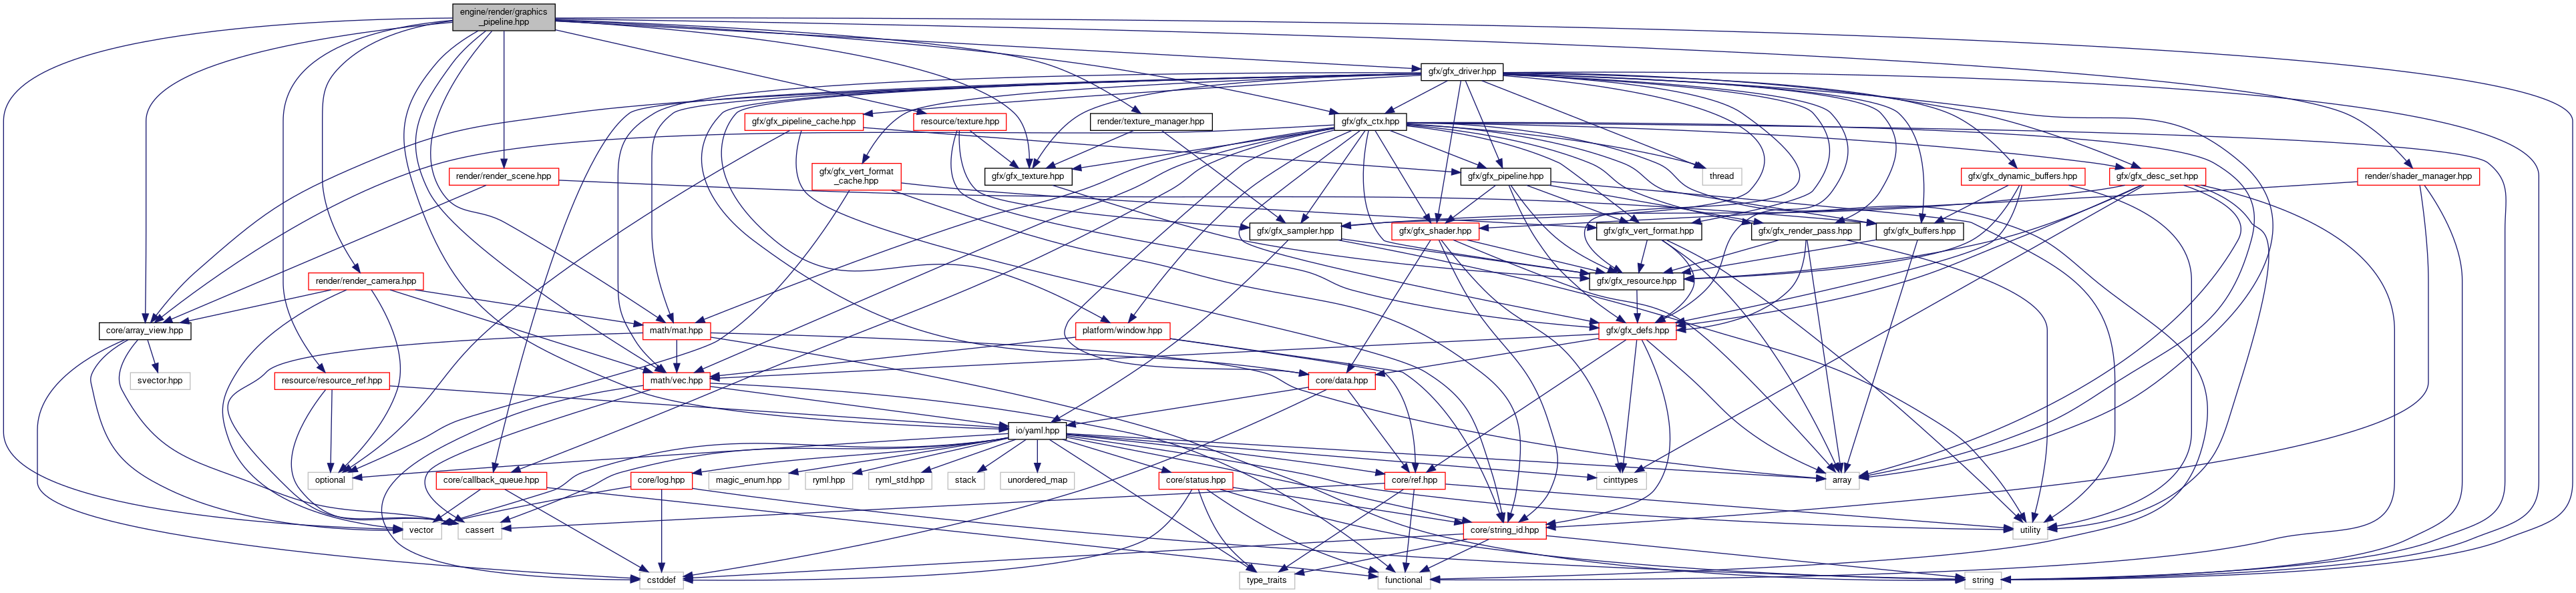 engine/render/graphics
_pipeline.hpp
gfx/gfx_driver.hpp
gfx/gfx_pipeline_cache.hpp
resource/texture.hpp
render/texture_manager.hpp
gfx/gfx_ctx.hpp
render/render_scene.hpp
gfx/gfx_vert_format
_cache.hpp
gfx/gfx_texture.hpp
gfx/gfx_pipeline.hpp
thread
gfx/gfx_dynamic_buffers.hpp
gfx/gfx_desc_set.hpp
render/shader_manager.hpp
gfx/gfx_sampler.hpp
gfx/gfx_shader.hpp
gfx/gfx_vert_format.hpp
gfx/gfx_render_pass.hpp
gfx/gfx_buffers.hpp
render/render_camera.hpp
gfx/gfx_resource.hpp
core/array_view.hpp
math/mat.hpp
platform/window.hpp
gfx/gfx_defs.hpp
svector.hpp
resource/resource_ref.hpp
math/vec.hpp
core/data.hpp
io/yaml.hpp
optional
core/callback_queue.hpp
core/log.hpp
magic_enum.hpp
ryml.hpp
ryml_std.hpp
stack
unordered_map
core/status.hpp
core/ref.hpp
cinttypes
array
vector
cassert
core/string_id.hpp
utility
cstddef
type_traits
functional
string